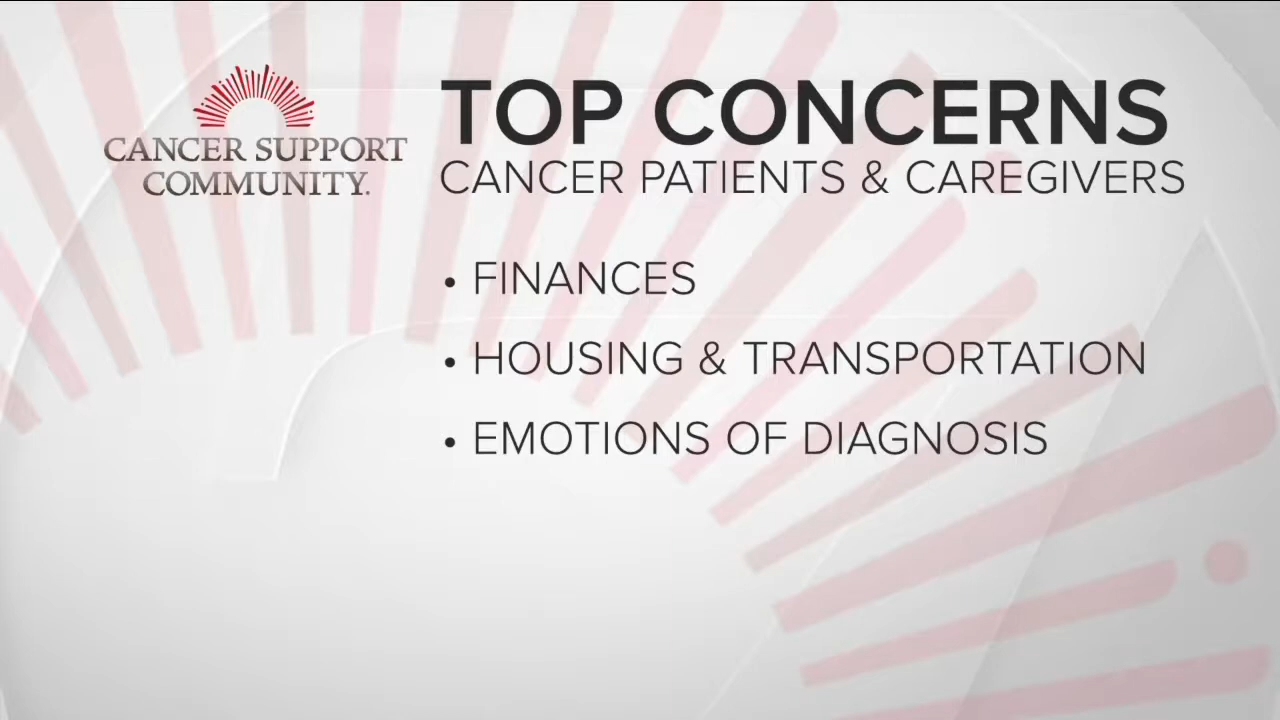 CANCER SUPPORT
COMMUNITY.
TOP CONCERNS
CANCER PATIENTS & CAREGIVERS
• FINANCES
• HOUSING & TRANSPORTATION
• EMOTIONS OF DIAGNOSIS